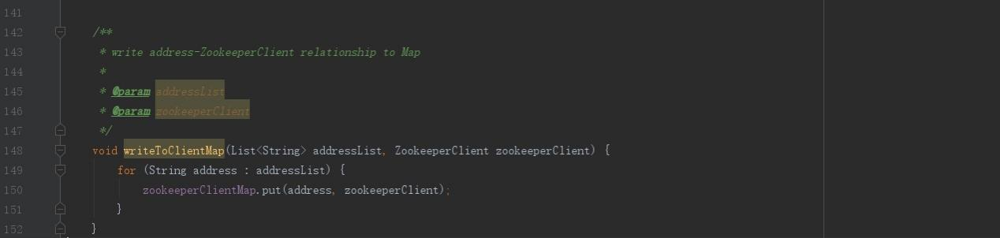 141
142 /**
143 * write address-ZookeeperClient relationship to Map
144 *
145 * @param addressList
146 * @param zookeeperClient
147 */
148 void writeToClientMap(List<String> addressList, ZookeeperClient zookeeperClient) {
149 for (String address : addressList) {
150 zookeeperClientMap.put(address, zookeeperClient);
151 }
152 }